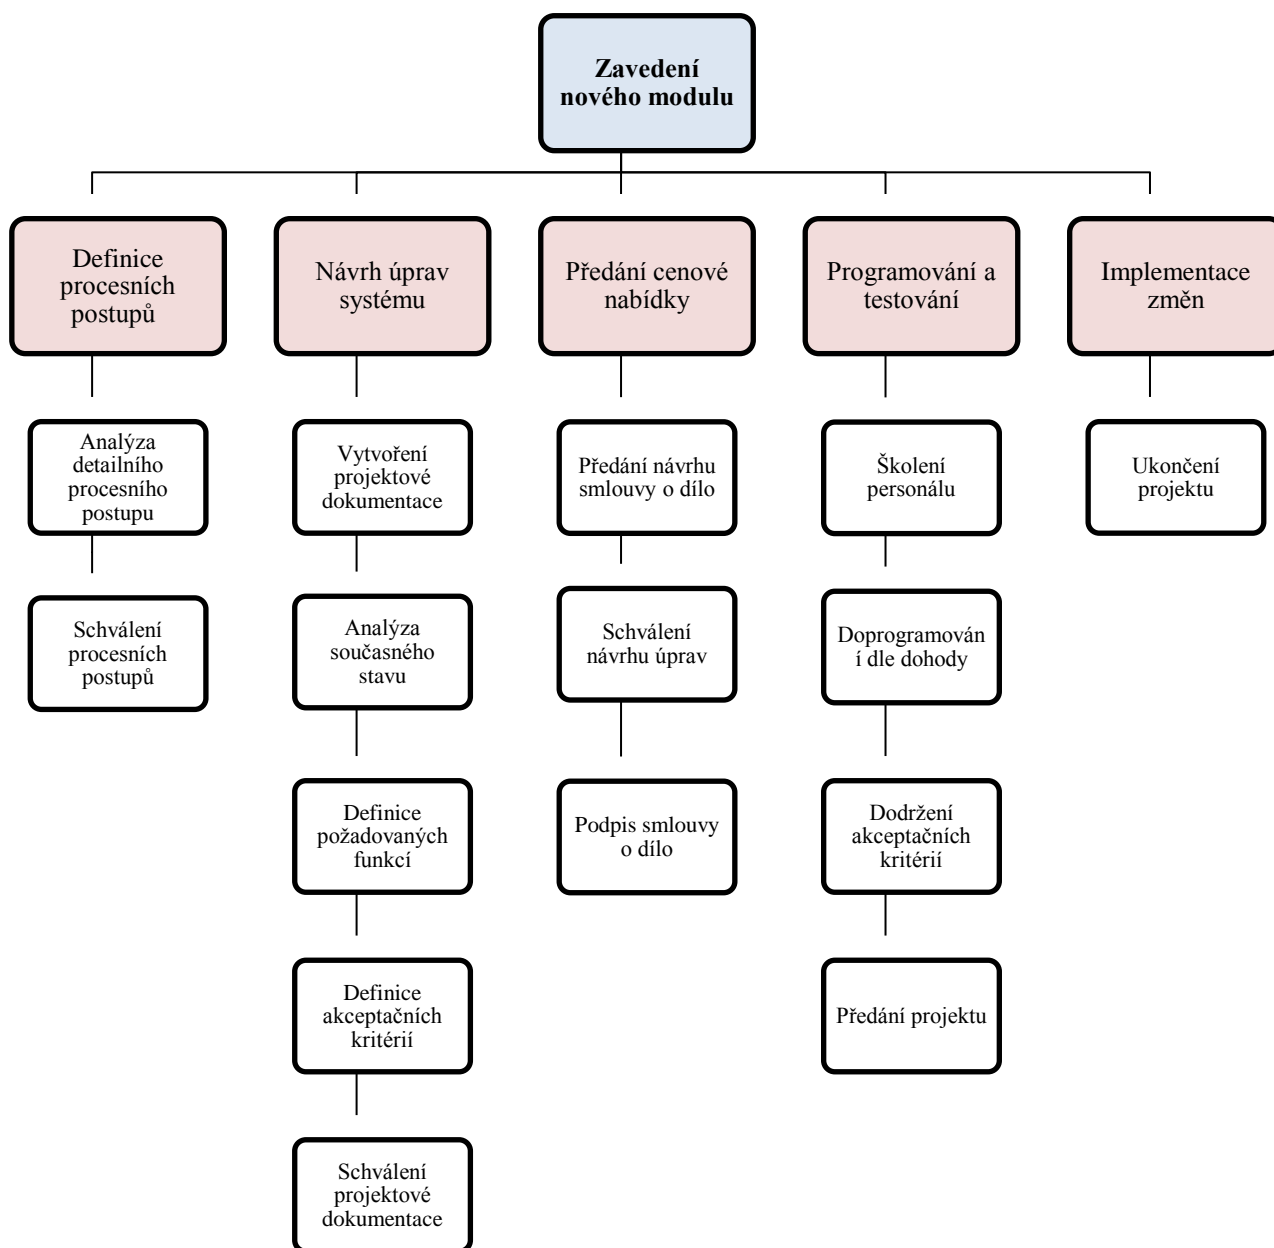 Zavedení
nového modulu
Definice
procesních
postupů
Analýza
detailního
procesního
postupu
Schválení
procesních
postupů
Návrh úprav
systému
Vytvoření
projektové
dokumentace
Analýza
současného
stavu
Definice
požadovaných
funkcí
Definice
akceptačních
kritérií
Schválení
projektové
dokumentace
Předání cenové
nabídky
Předání návrhu
smlouvy o dílo
Schválení
návrhu úprav
Podpis smlouvy
o dílo
Programování a
testování
Školení
personálu
Doprogramován
í dle dohody
Dodržení
akceptačních
kritérií
Předání projektu
Implementace
změn
Ukončení
projektu